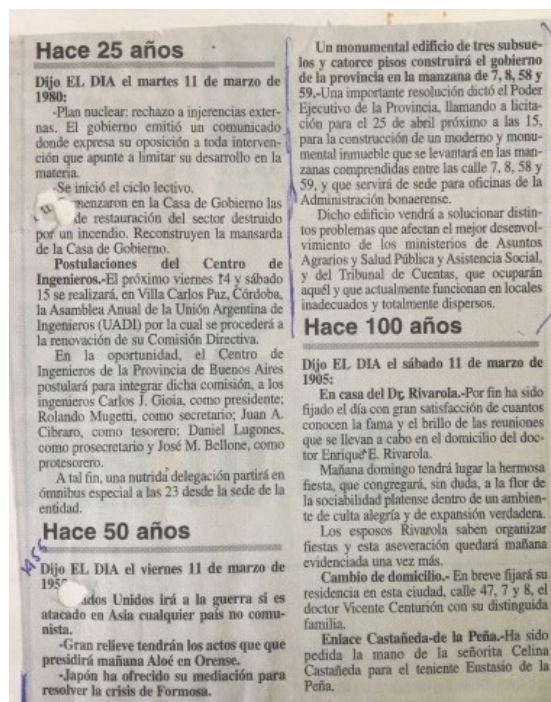 Hace 25 años
Dijo EL DIA el martes 11 de marzo de
1980:
-Plan nuclear: rechazo a injerencias exter-
nas. El gobierno emitió un comunicado
donde expresa su oposición a toda interven-
ción que apunte a limitar su desarrollo en la
materia.
-Se inició el ciclo lectivo.
menzaron en la Casa de Gobierno las
de restauración del sector destruido
por un incendio. Reconstruyen la mansarda
de la Casa de Gobierno.
Postulaciones del Centro de
Ingenieros.-El próximo viernes 14 y sábado
15 se realizará, en Villa Carlos Paz, Córdoba,
la Asamblea Anual de la Unión Argentina de
Ingenieros (UADI) por la cual se procederá a
la renovación de su Comisión Directiva.
En la oportunidad, el Centro de
Ingenieros de la Provincia de Buenos Aires
postulará para integrar dicha comisión, a los
ingenieros Carlos J. Gioia, como presidente;
Rolando Mugetti, como secretario; Juan A.
Cibraro, como tesorero; Daniel Lugones,
como prosecretario y José M. Bellone, como
protesorero.
A tal fin, una nutrida delegación partirá en
ómnibus especial a las 23 desde la sede de la
entidad.
Hace 50 años
1955
Dijo EL DIA el viernes 11 de marzo de
195
ados Unidos irá a la guerra si es
atacado en Asia cualquier país no comu-
nista.
-Gran relieve tendrán los actos que que
presidirá mañana Aloé en Orense.
-Japón ha ofrecido su mediación para
resolver la crisis de Formosa.
Un monumental edificio de tres subsue-
los y catorce pisos construirá el gobierno
de la provincia en la manzana de 7, 8, 58 y
59.-Una importante resolución dictó el Poder
Ejecutivo de la Provincia, llamando a licita-
ción para el 25 de abril próximo a las 15,
para la construcción de un moderno y monu-
mental inmueble que se levantará en las man-
zanas comprendidas entre las calle 7, 8, 58 y
59, y que servirá de sede para oficinas de la
Administración bonaerense.
Dicho edificio vendrá a solucionar distin-
tos problemas que afectan el mejor desenvol-
vimiento de los ministerios de Asuntos
Agrarios y Salud Pública y Asistencia Social,
y del Tribunal de Cuentas, que ocuparán
aquél y que actualmente funcionan en locales
inadecuados y totalmente dispersos.
Hace 100 años
Dijo EL DIA el sábado 11 de marzo de
1905:
En casa del Dr. Rivarola.-Por fin ha sido
fijado el día con gran satisfacción de cuantos
conocen la fama y el brillo de las reuniones
que se llevan a cabo en el domicilio del doc-
tor Enrique E. Rivarola.
Mañana domingo tendrá lugar la hermosa
fiesta, que congregará, sin duda, a la flor de
la sociabilidad platense dentro de un ambien-
te de culta alegría y de expansión verdadera.
Los esposos Rivarola saben organizar
fiestas y esta aseveración quedará mañana
evidenciada una vez más.
Cambio de domicilio.- En breve fijará su
residencia en esta ciudad, calle 47, 7 y 8, el
doctor Vicente Centurión con su distinguida
familia.
Enlace Castañeda-de la Peña.-Ha sido
pedida la mano de la señorita Celina
Castañeda para el teniente Eustasio de la
Peña.